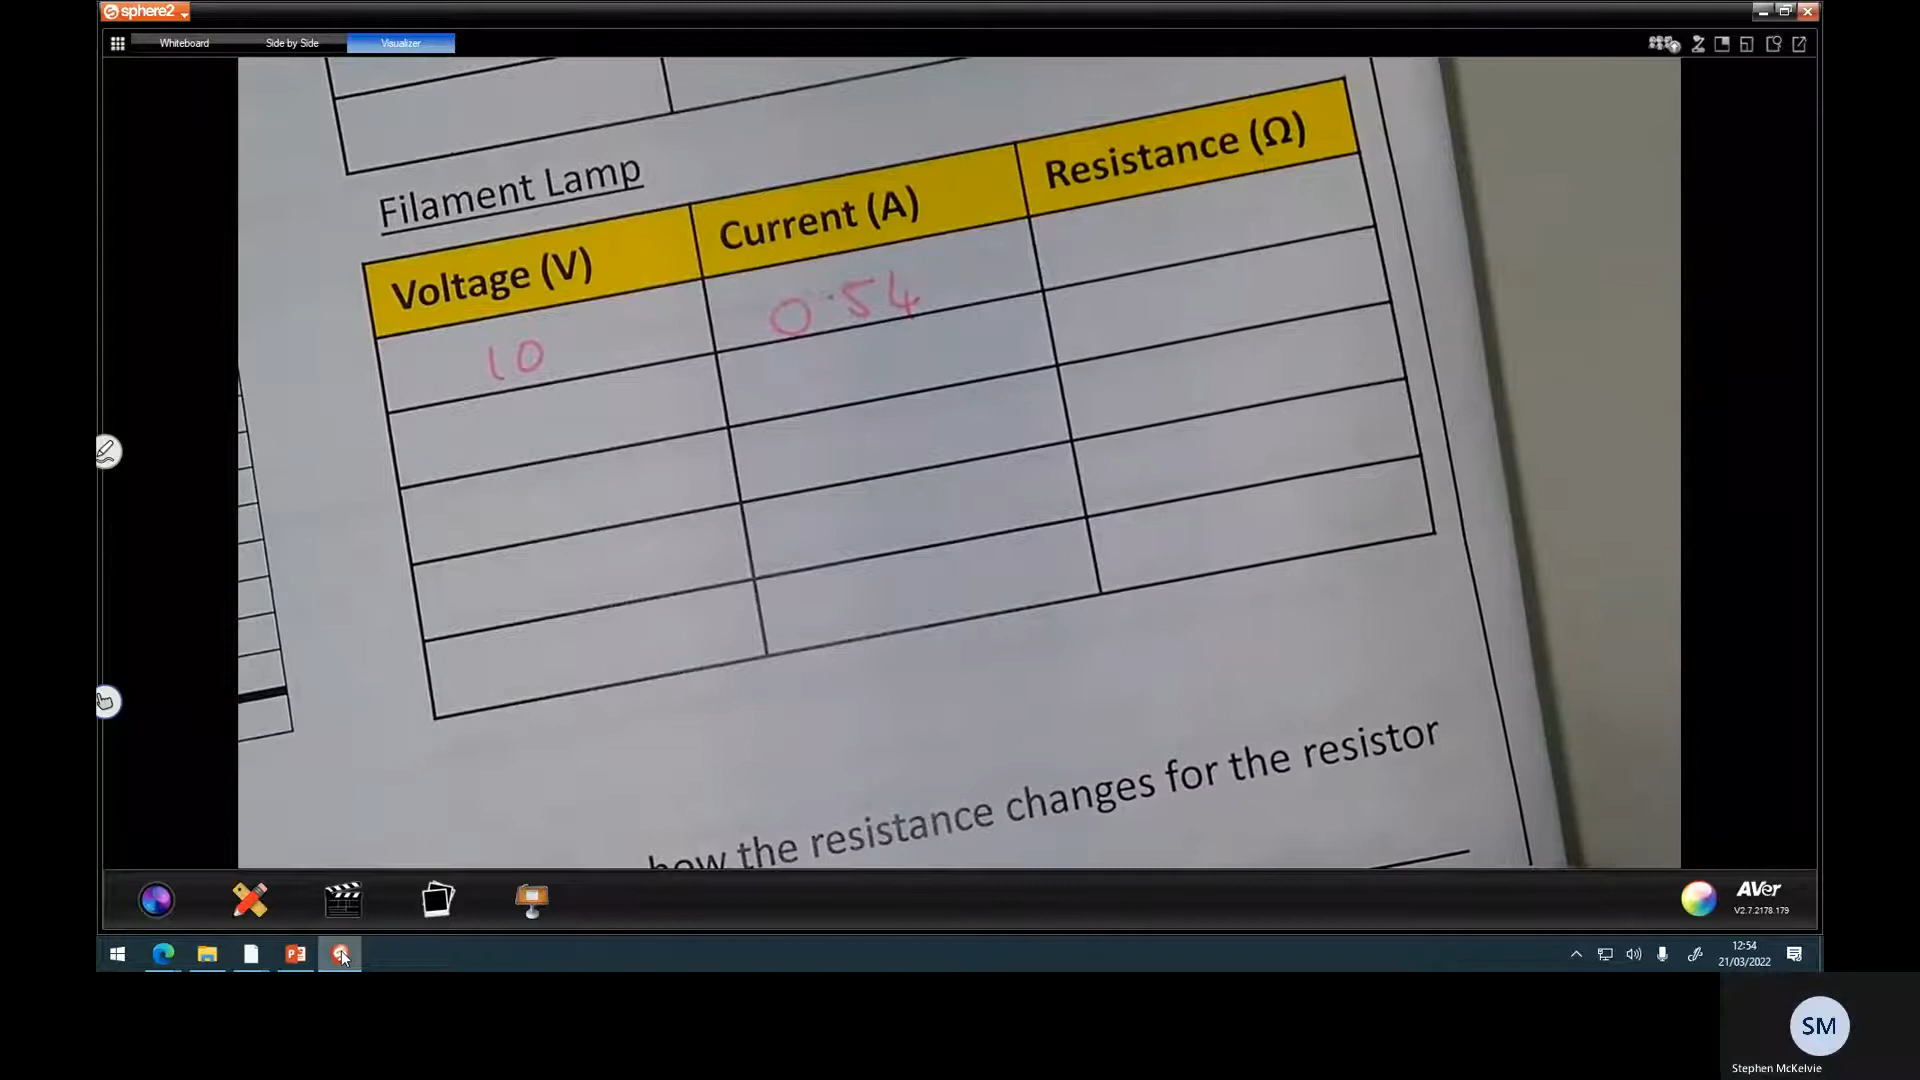 sphere2
Whiteboard Side by Side Visualizer
Filament Lamp
Voltage (V) Current (A) Resistance (Ω)
10 0.54
how the resistance changes for the resistor
AVer
V2.7.2178.179
12:54
21/03/2022
SM
Stephen McKelvie